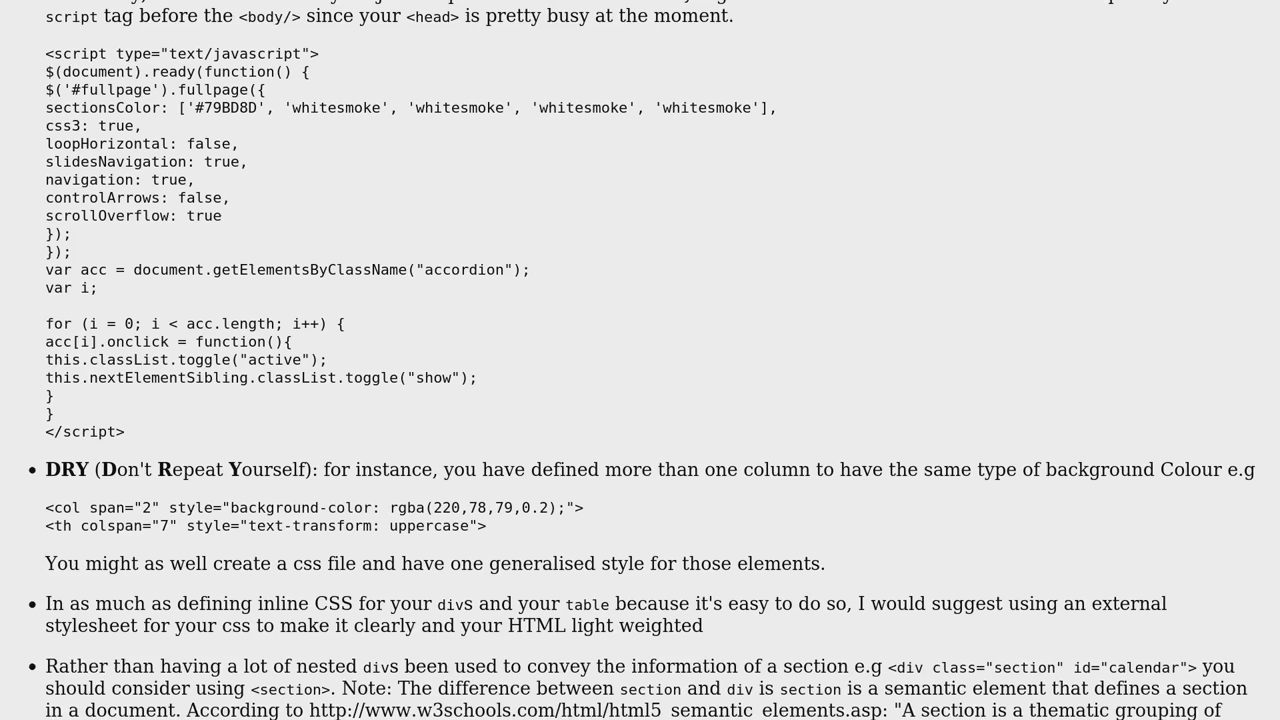 script tag before the <body/> since your <head> is pretty busy at the moment.
<script type="text/javascript">
$(document).ready(function() {
$('#fullpage').fullpage({
sectionsColor: ['#79BD8D', 'whitesmoke', 'whitesmoke', 'whitesmoke', 'whitesmoke'],
css3: true,
loopHorizontal: false,
slidesNavigation: true,
navigation: true,
controlArrows: false,
scrollOverflow: true
});
});
var acc = document.getElementsByClassName("accordion");
var i;
for (i = 0; i < acc.length; i++) {
acc[i].onclick = function(){
this.classList.toggle("active");
this.nextElementSibling.classList.toggle("show");
}
}
</script>
• DRY (Don't Repeat Yourself): for instance, you have defined more than one column to have the same type of background Colour e.g
<col span="2" style="background-color: rgba(220,78,79,0.2);">
<th colspan="7" style="text-transform: uppercase">
You might as well create a css file and have one generalised style for those elements.
• In as much as defining inline CSS for your divs and your table because it's easy to do so, I would suggest using an external
stylesheet for your css to make it clearly and your HTML light weighted
• Rather than having a lot of nested divs been used to convey the information of a section e.g <div class="section" id="calendar"> you
should consider using <section>. Note: The difference between section and div is section is a semantic element that defines a section
in a document. According to http://www.w3schools.com/html/html5_semantic_elements.asp: "A section is a thematic grouping of